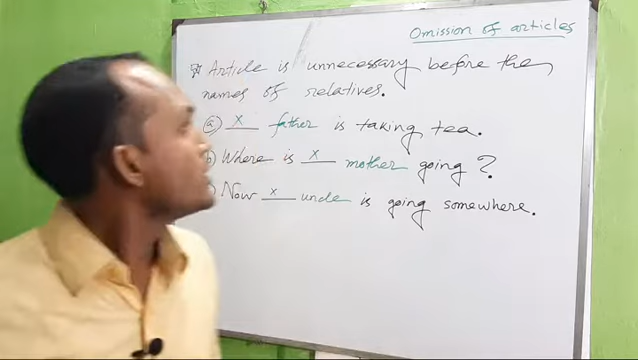 Omission of articles
Article is unnecessary before the
names of relatives.
(a) x father is taking tea.
b) Where is x mother going?
) Now x uncle is going somewhere.